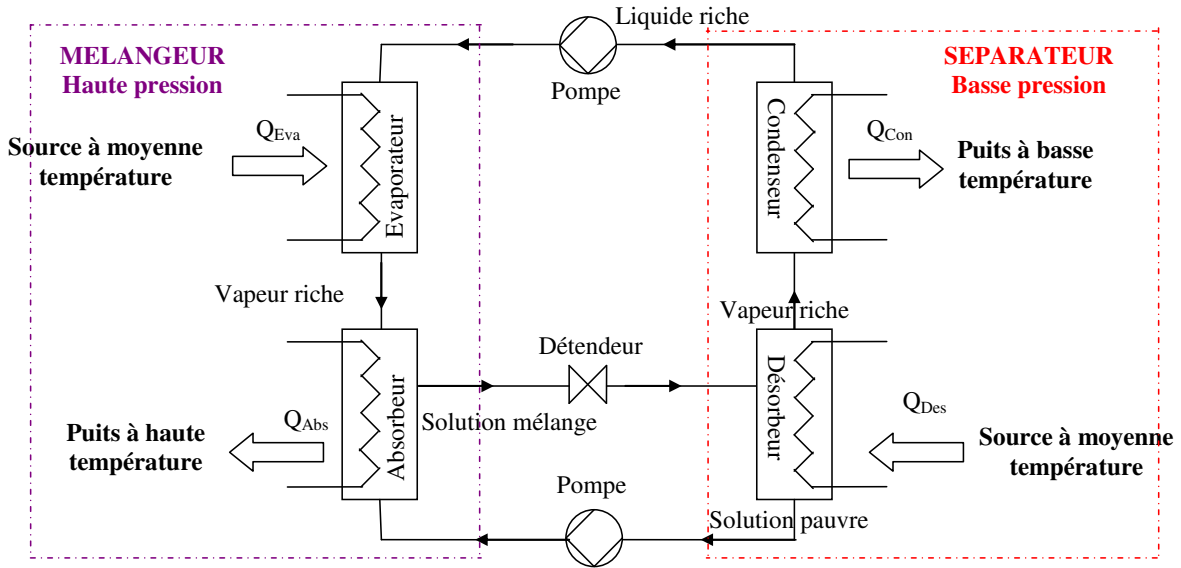 Liquide riche
MELANGEUR
Haute pression
SEPARATEUR
Basse pression
Pompe
Q_Eva
Source à moyenne
température
Evaporateur
Condenseur
Q_Con
Puits à basse
température
Vapeur riche
Vapeur riche
Détendeur
Absorbeur
Désorbeur
Q_Abs
Solution mélange
Q_Des
Puits à haute
température
Source à moyenne
température
Pompe
Solution pauvre